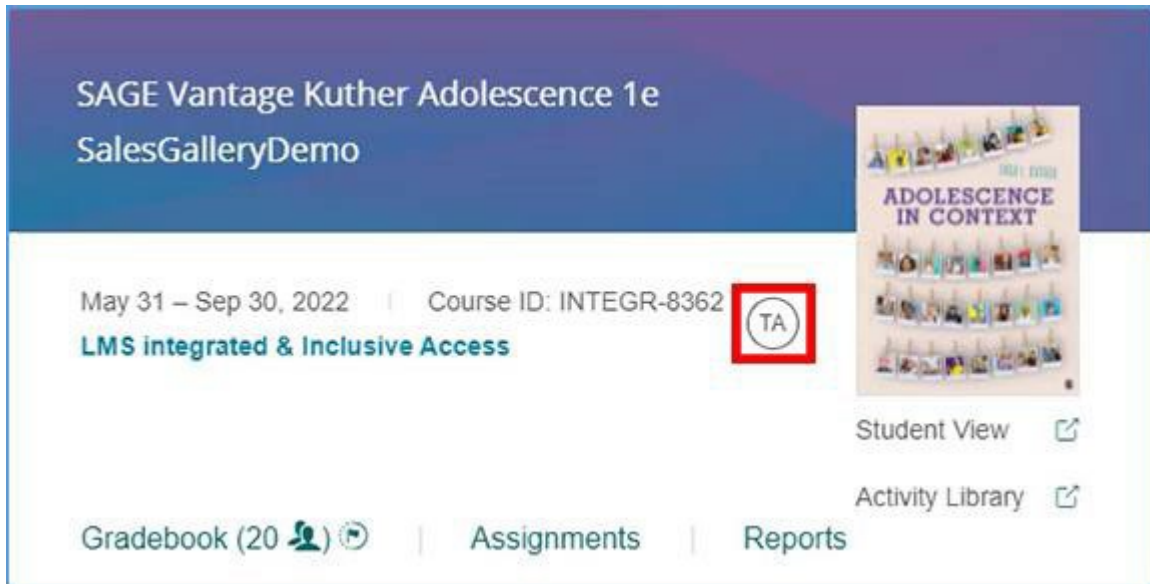 SAGE Vantage Kuther Adolescence 1e
SalesGalleryDemo
ADOLESCENCE
IN CONTEXT
May 31 – Sep 30, 2022
Course ID: INTEGR-8362
TA
LMS integrated & Inclusive Access
Student View
Activity Library
Gradebook (20)
Assignments
Reports